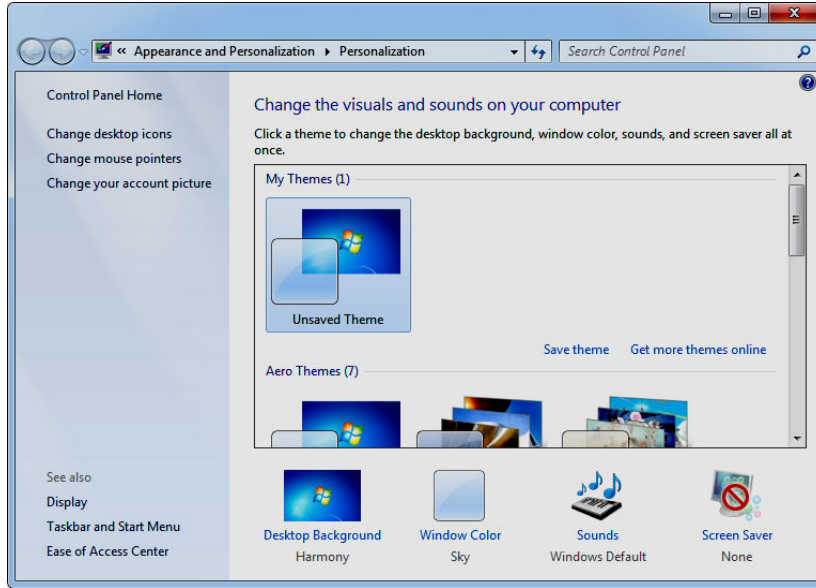 « Appearance and Personalization ▸ Personalization
Search Control Panel
Control Panel Home
Change desktop icons
Change mouse pointers
Change your account picture
Change the visuals and sounds on your computer
Click a theme to change the desktop background, window color, sounds, and screen saver all at
once.
My Themes (1)
Unsaved Theme
Save theme Get more themes online
Aero Themes (7)
See also
Display
Taskbar and Start Menu
Ease of Access Center
Desktop Background Window Color Sounds Screen Saver
Harmony Sky Windows Default None